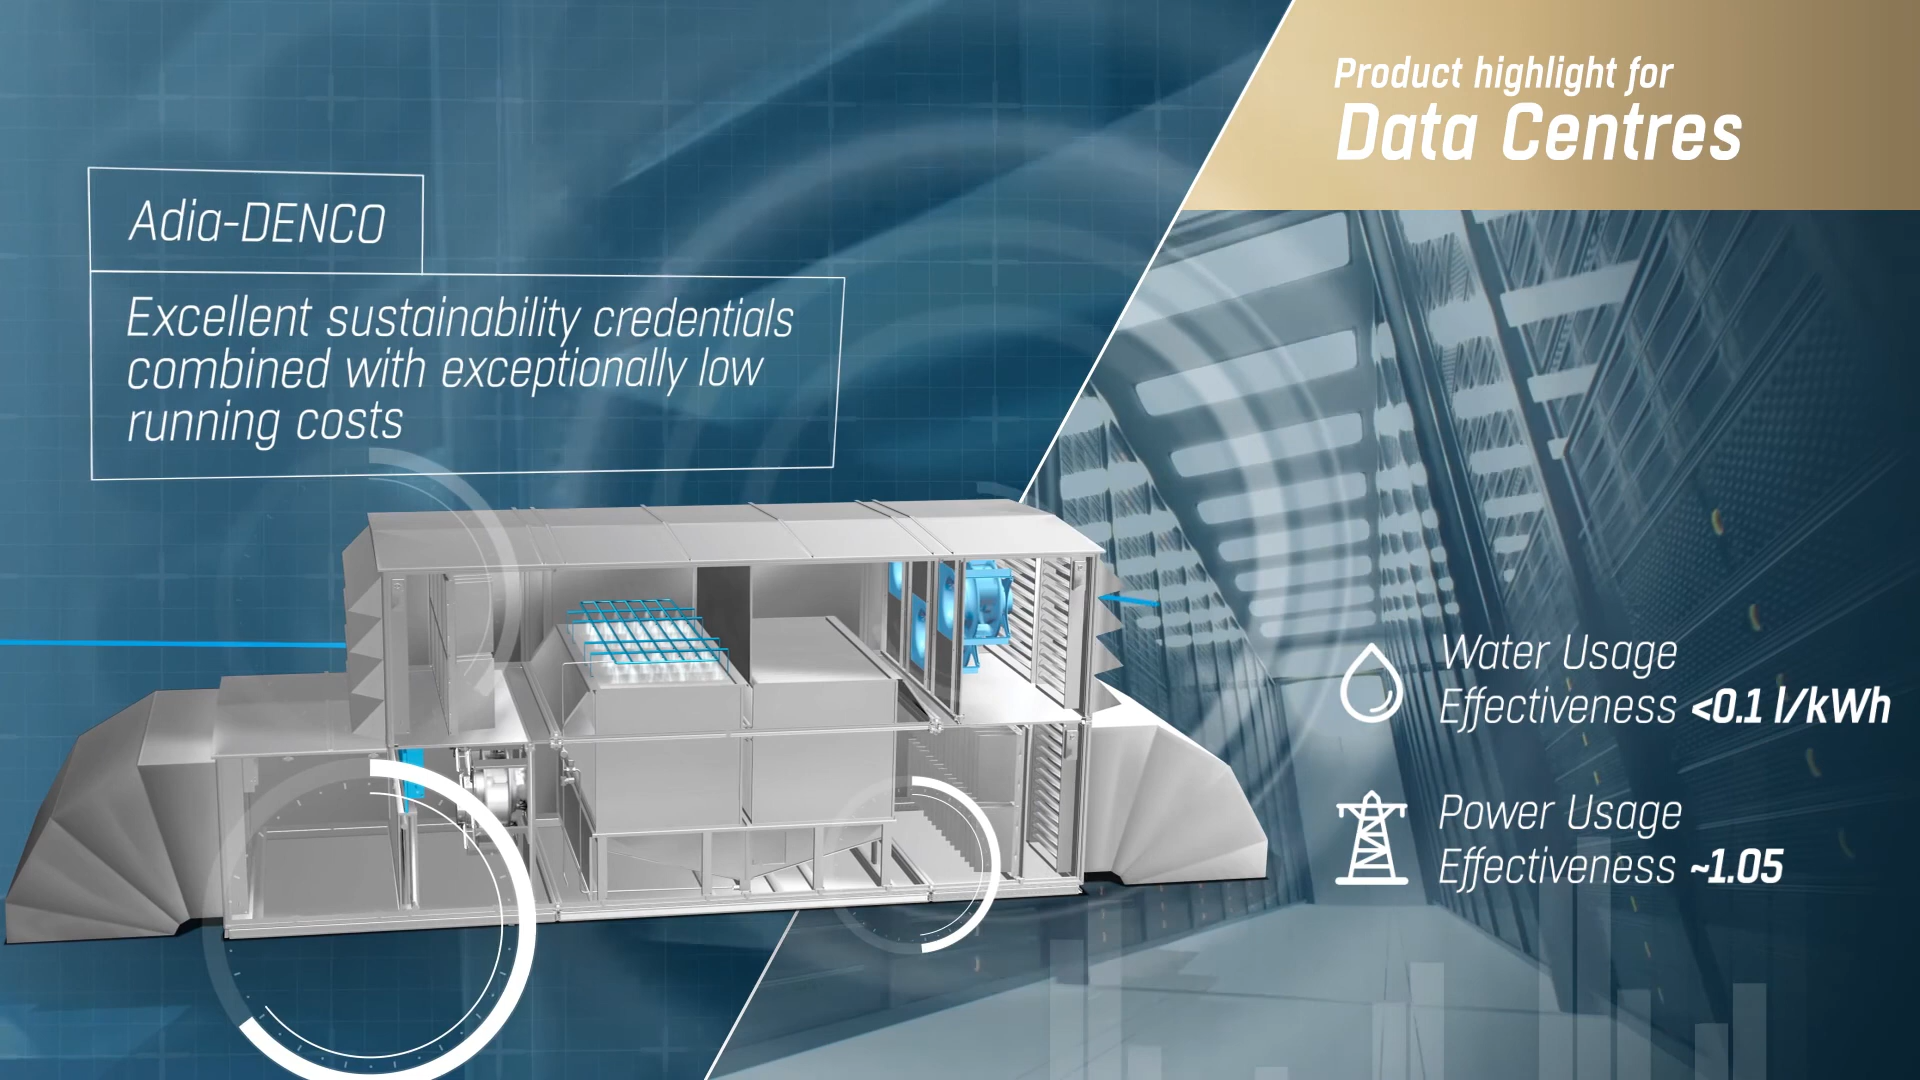 Product highlight for
Data Centres
Adia-DENCO
Excellent sustainability credentials
combined with exceptionally low
running costs
Water Usage
Effectiveness <0.1 l/kWh
Power Usage
Effectiveness ~1.05